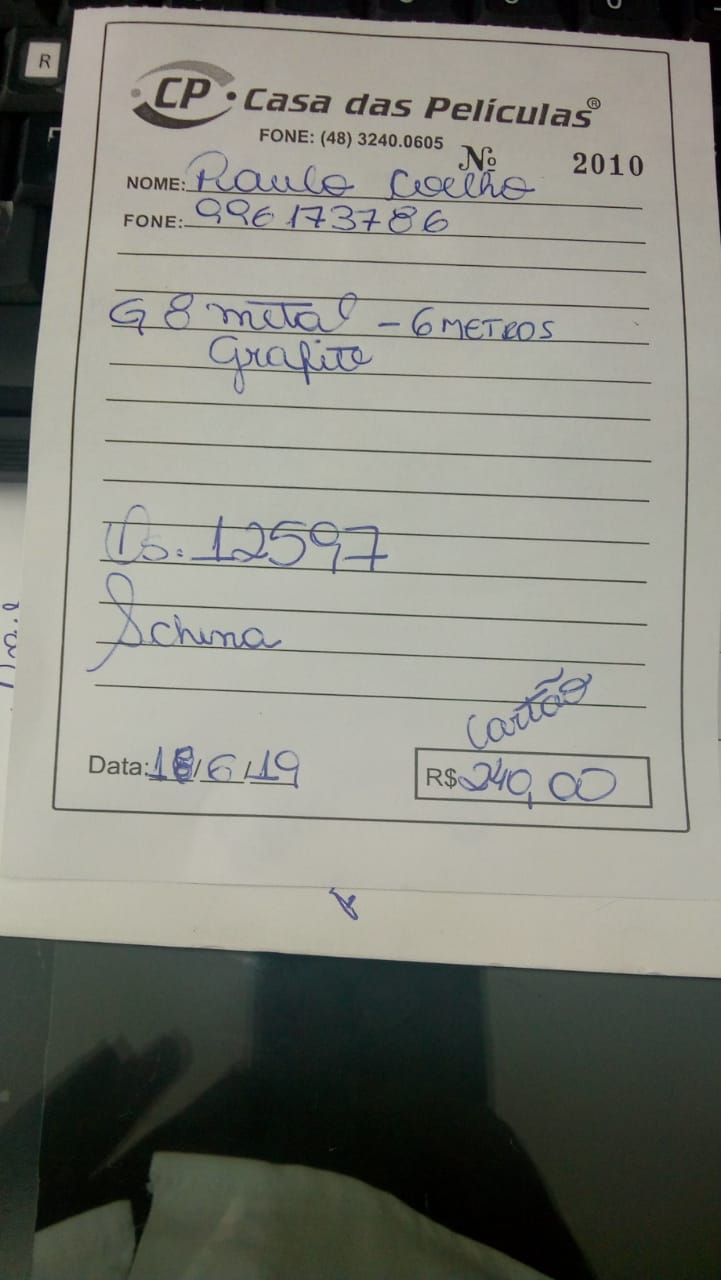 CP Casa das Películas®
FONE: (48) 3240.0605
Nº 2010
NOME: Paulo Coelho
FONE: 996173786
G8 metal - 6 METROS
Grafite
Os. 12597
Schena
Cartão
Data: 18/6/19
R$ 240,00
R